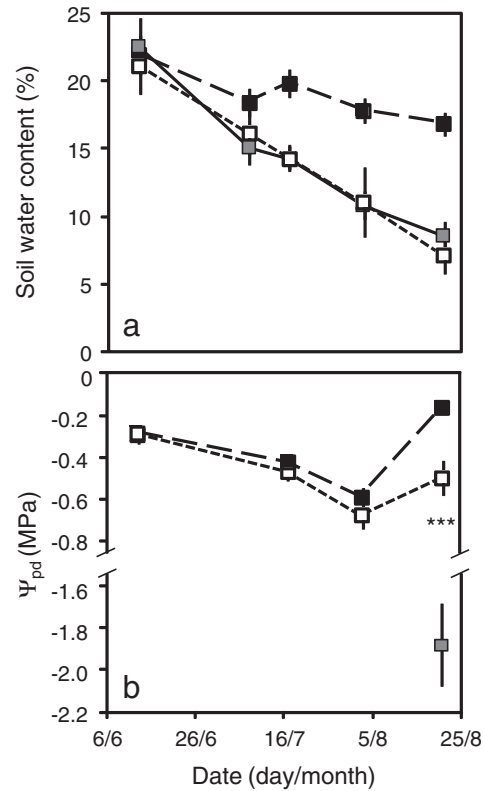 25
20
15
10
5
0
Soil water content (%)
a
0
-0.2
-0.4
-0.6
-0.8
-1.6
-1.8
-2.0
-2.2
Ψpd (MPa)
***
b
6/6 26/6 16/7 5/8 25/8
Date (day/month)